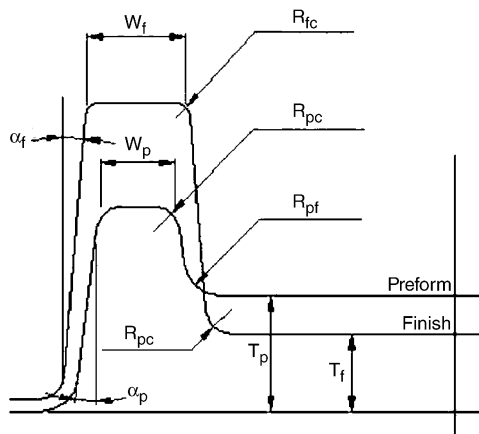 W_f
R_fc
α_f
W_p
R_pc
R_pf
Preform
Finish
R_pc
T_p
T_f
α_p